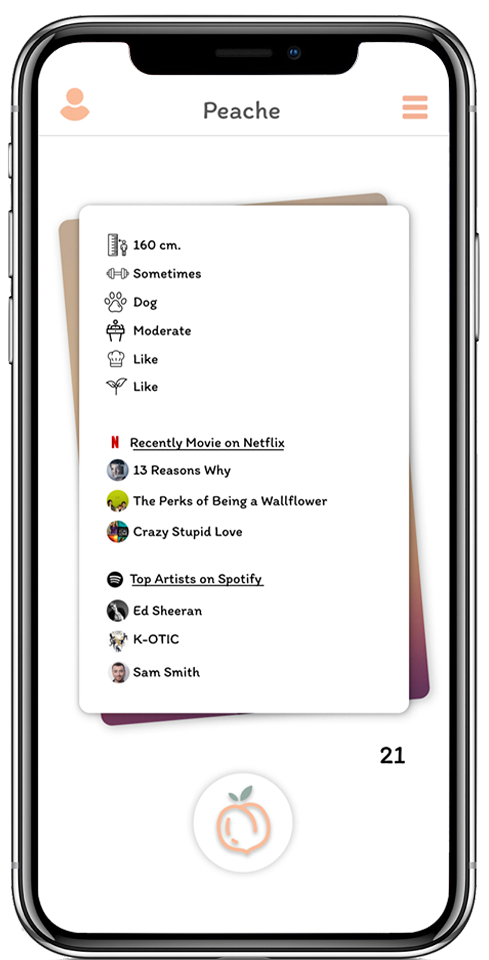 Peache
160 cm.
Sometimes
Dog
Moderate
Like
Like
N Recently Movie on Netflix
13 Reasons Why
The Perks of Being a Wallflower
Crazy Stupid Love
Top Artists on Spotify
Ed Sheeran
K-OTIC
Sam Smith
21